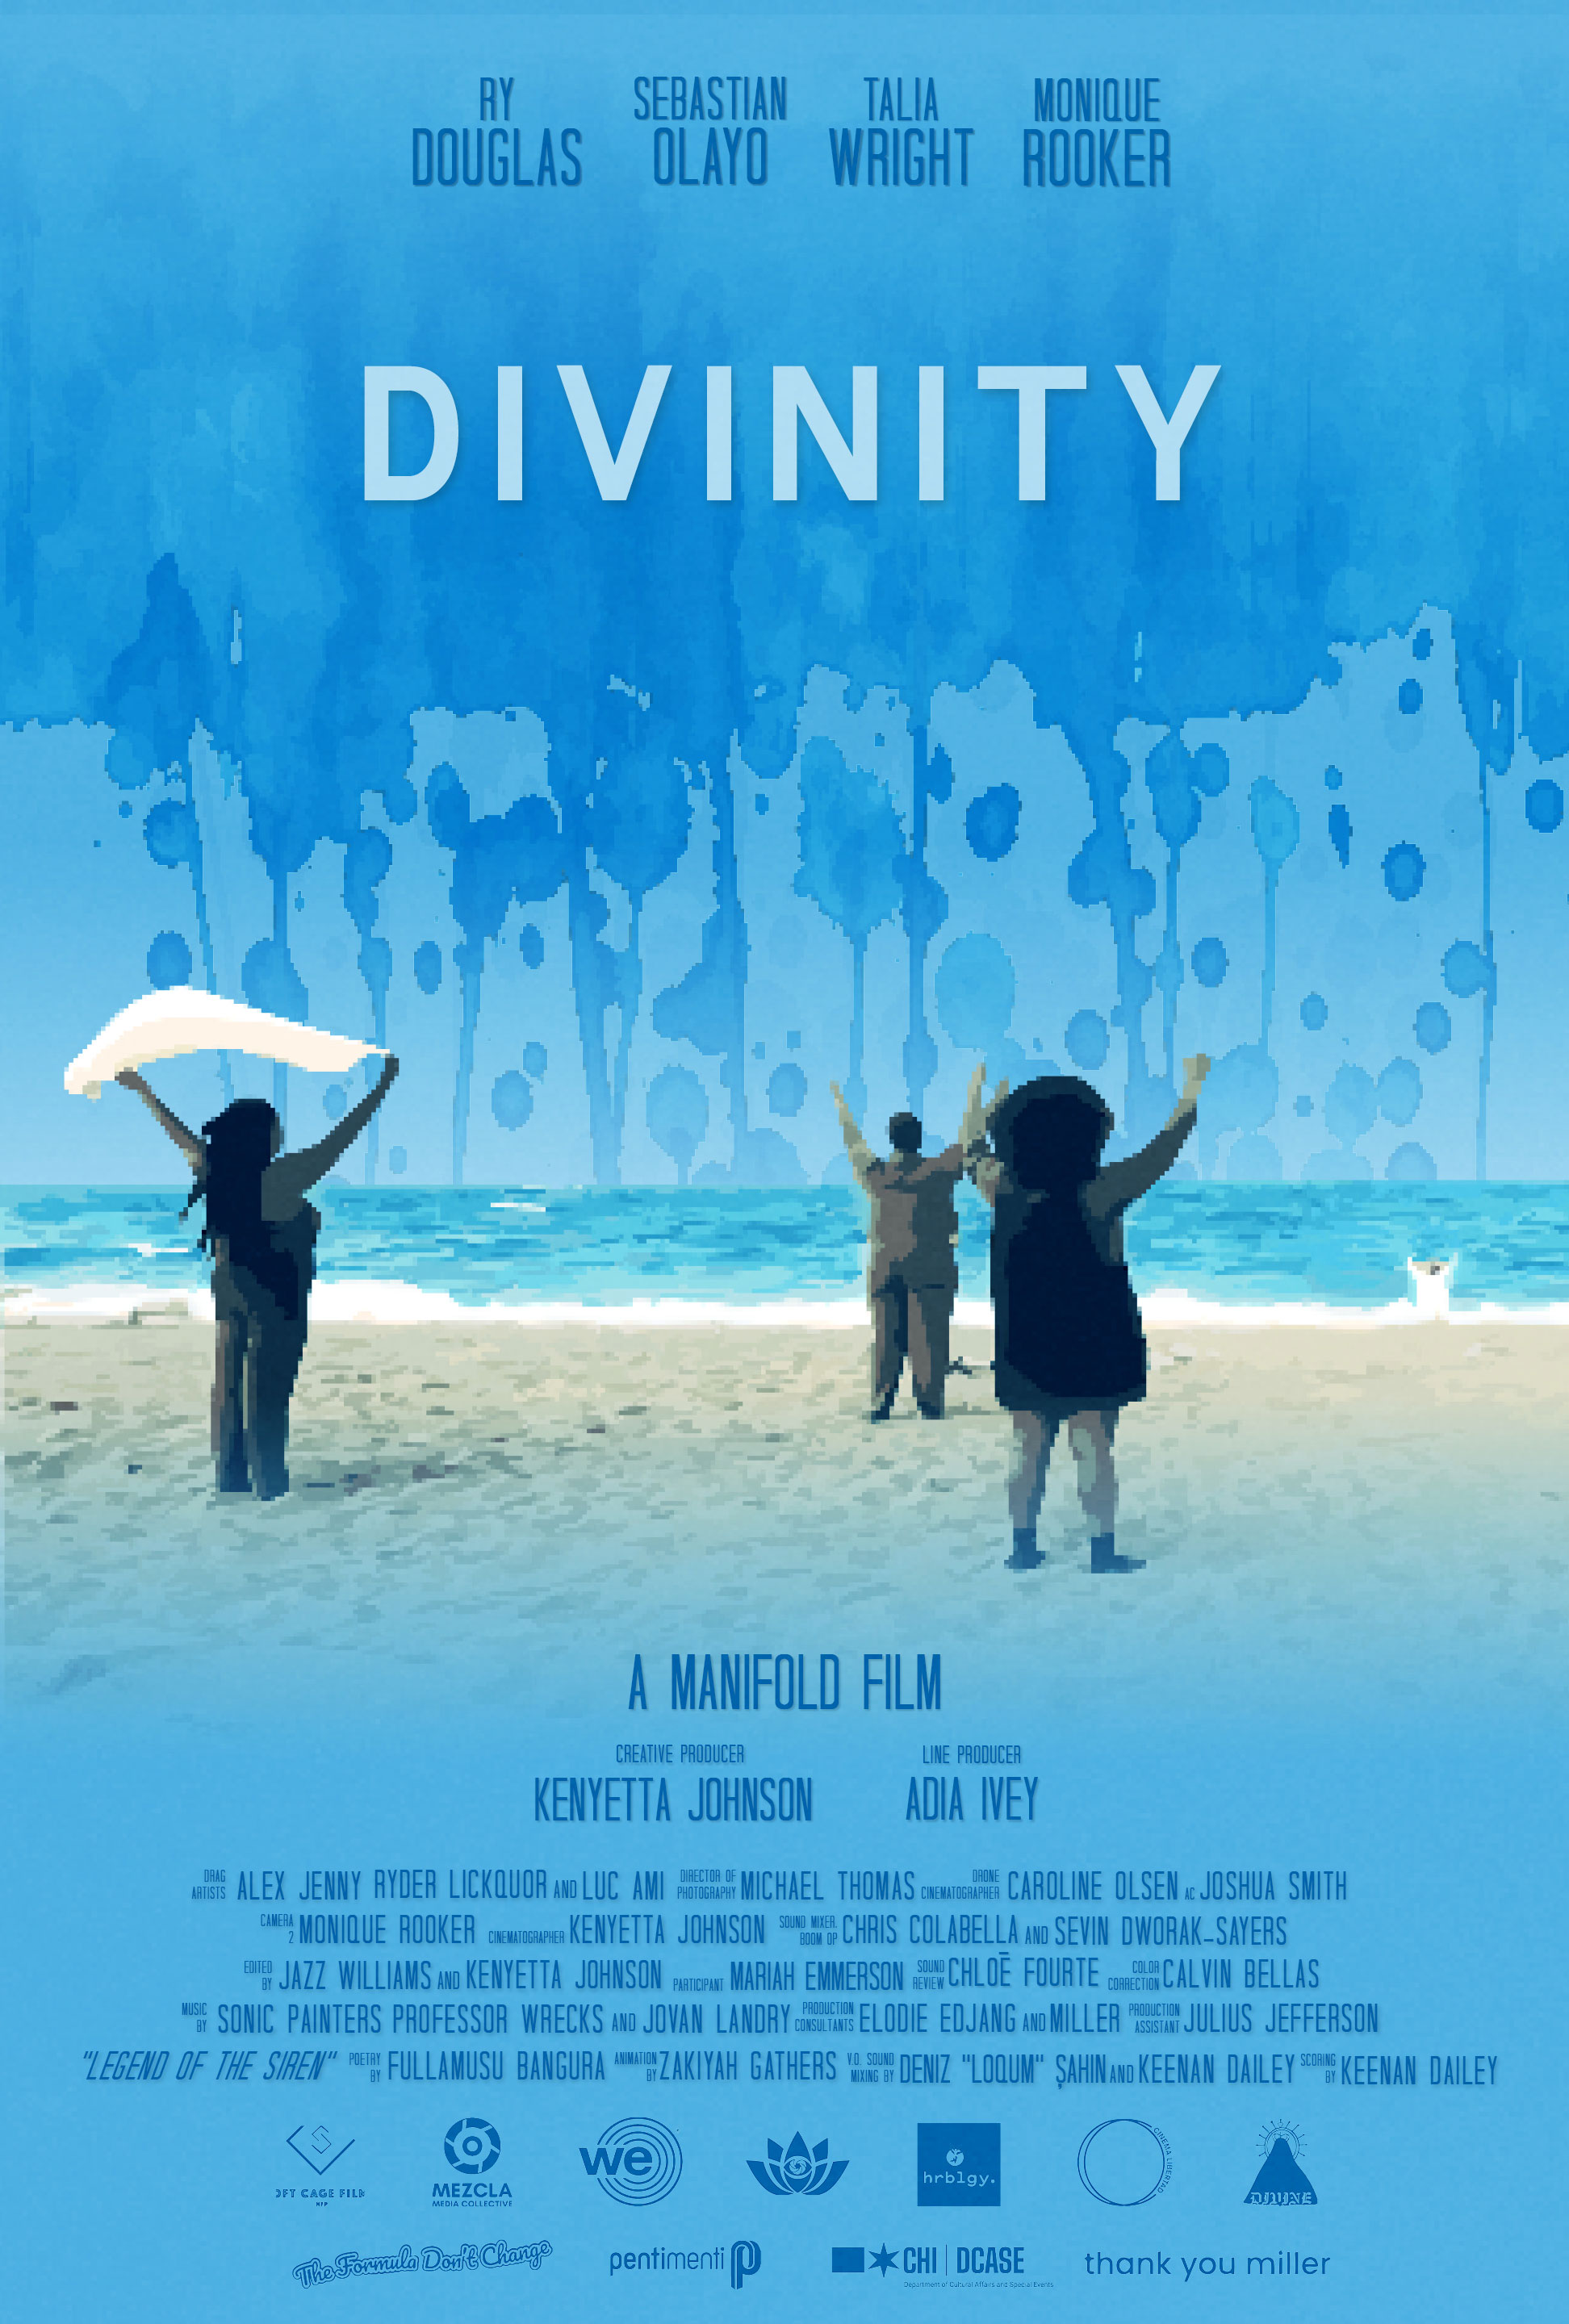 RY SEBASTIAN TALIA MONIQUE
DOUGLAS OLAYO WRIGHT ROOKER
DIVINITY
A MANIFOLD FILM
CREATIVE PRODUCER LINE PRODUCER
KENYETTA JOHNSON ADIA IVEY
DRAG ARTISTS ALEX JENNY RYDER LICKQUOR AND LUC AMI DIRECTOR OF PHOTOGRAPHY MICHAEL THOMAS DRONE CINEMATOGRAPHER CAROLINE OLSEN AC JOSHUA SMITH
CAMERA 2 MONIQUE ROOKER CINEMATOGRAPHER KENYETTA JOHNSON SOUND MIXER, BOOM OP CHRIS COLABELLA AND SEVIN DWORAK-SAYERS
EDITED BY JAZZ WILLIAMS AND KENYETTA JOHNSON PARTICIPANT MARIAH EMMERSON SOUND REVIEW CHLOĒ FOURTE COLOR CORRECTION CALVIN BELLAS
MUSIC BY SONIC PAINTERS PROFESSOR WRECKS AND JOVAN LANDRY PRODUCTION CONSULTANTS ELODIE EDJANG AND MILLER PRODUCTION ASSISTANT JULIUS JEFFERSON
"LEGEND OF THE SIREN" POETRY BY FULLAMUSU BANGURA ANIMATION BY ZAKIYAH GATHERS V.O. SOUND MIXING BY DENIZ "LOQUM" ŞAHIN AND KEENAN DAILEY SCORING BY KEENAN DAILEY
OFT CAGE FILM
NFP
MEZCLA
MEDIA COLLECTIVE
we
hrblgy.
CINEMA LIBERTAD
DIVINE
The Formula Don't Change
pentimenti
CHI DCASE
Department of Cultural Affairs and Special Events
thank you miller